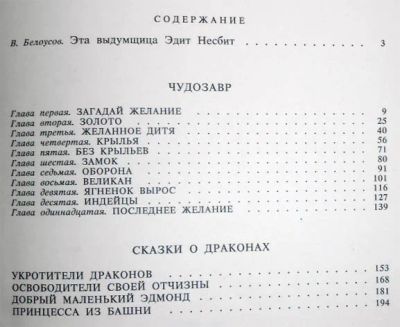 СОДЕРЖАНИЕ
В. Белоусов. Эта выдумщица Эдит Несбит . . . . . . . . . 3
ЧУДОЗАВР
Глава первая. ЗАГАДАЙ ЖЕЛАНИЕ . . . . . . . . . 9
Глава вторая. ЗОЛОТО . . . . . . . . . 25
Глава третья. ЖЕЛАННОЕ ДИТЯ . . . . . . . . . 40
Глава четвертая. КРЫЛЬЯ . . . . . . . . . 56
Глава пятая. БЕЗ КРЫЛЬЕВ . . . . . . . . . 71
Глава шестая. ЗАМОК . . . . . . . . . 80
Глава седьмая. ОБОРОНА . . . . . . . . . 91
Глава восьмая. ВЕЛИКАН . . . . . . . . . 101
Глава девятая. ЯГНЕНОК ВЫРОС . . . . . . . . . 116
Глава десятая. ИНДЕЙЦЫ . . . . . . . . . 127
Глава одиннадцатая. ПОСЛЕДНЕЕ ЖЕЛАНИЕ . . . . . . . . . 139
СКАЗКИ О ДРАКОНАХ
УКРОТИТЕЛИ ДРАКОНОВ . . . . . . . . . 153
ОСВОБОДИТЕЛИ СВОЕЙ ОТЧИЗНЫ . . . . . . . . . 168
ДОБРЫЙ МАЛЕНЬКИЙ ЭДМОНД . . . . . . . . . 181
ПРИНЦЕССА ИЗ БАШНИ . . . . . . . . . 194